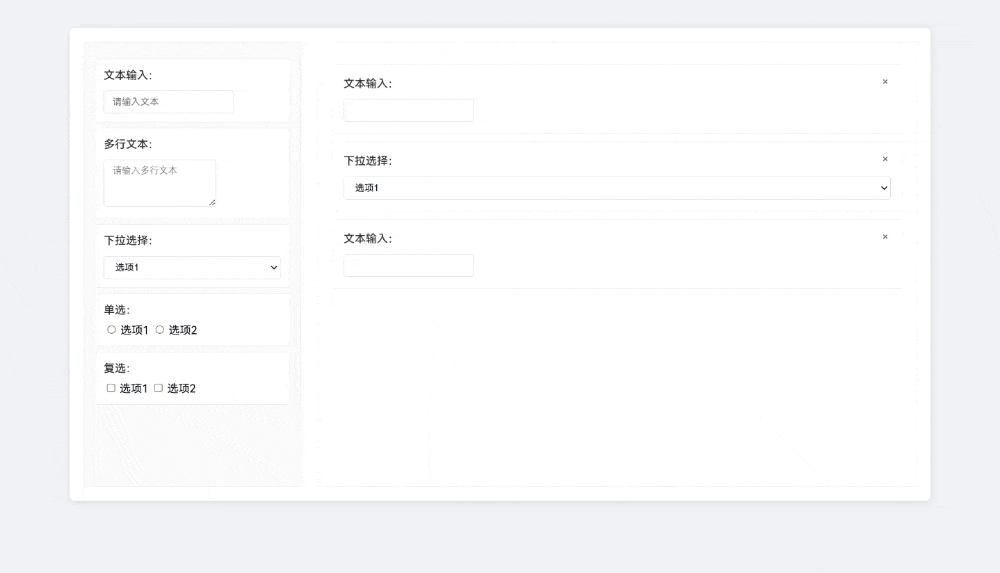 文本输入:
请输入文本
多行文本:
请输入多行文本
下拉选择:
选项1
单选:
选项1 选项2
复选:
选项1 选项2
文本输入:
×
下拉选择:
×
选项1
文本输入:
×